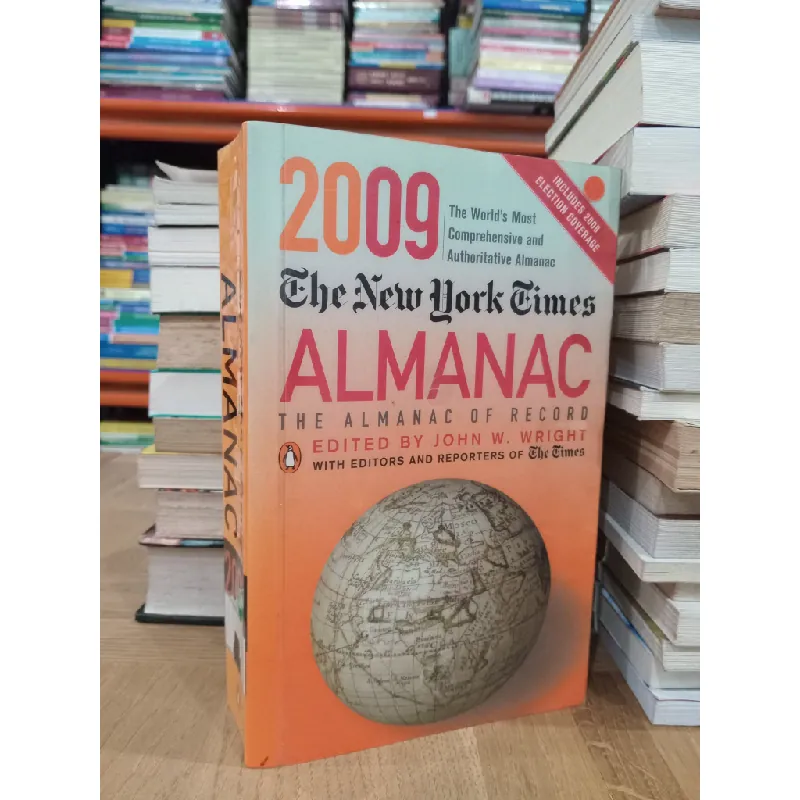 2009
The World's Most
Comprehensive and
Authoritative Almanac
INCLUDES 2008
ELECTION COVERAGE
The New York Times
ALMANAC
THE ALMANAC OF RECORD
EDITED BY JOHN W. WRIGHT
WITH EDITORS AND REPORTERS OF The Times
ALMANAC